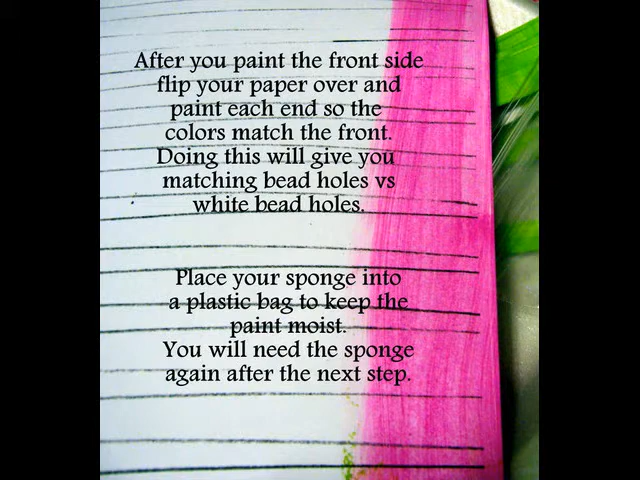 After you paint the front side
flip your paper over and
paint each end so the
colors match the front.
Doing this will give you
matching bead holes vs
white bead holes.
Place your sponge into
a plastic bag to keep the
paint moist.
You will need the sponge
again after the next step.